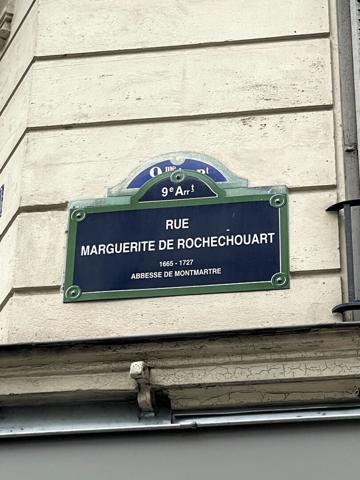 9e Arrt
RUE
MARGUERITE DE ROCHECHOUART
1665 - 1727
ABBESSE DE MONTMARTRE